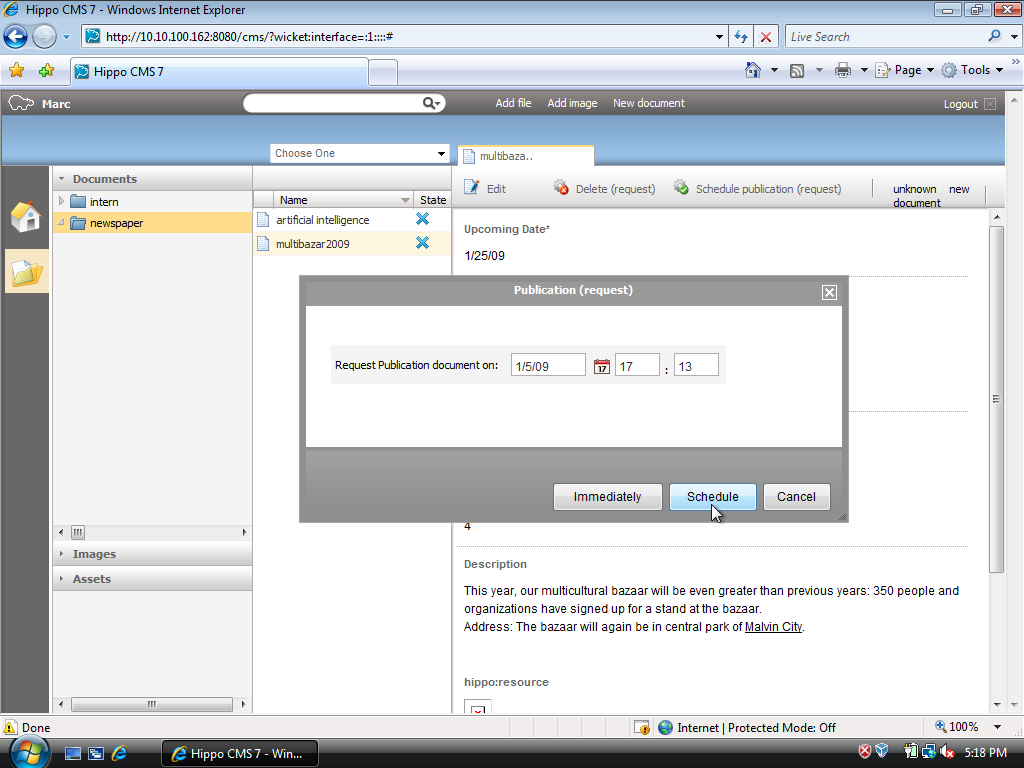 Hippo CMS 7 - Windows Internet Explorer
http://10.10.100.162:8080/cms/?wicket:interface=:1::::#
Live Search
Hippo CMS 7
Page
Tools
Marc
Add file
Add image
New document
Logout
Choose One
multibaza..
Documents
intern
newspaper
Name
State
artificial intelligence
multibazar2009
Edit
Delete (request)
Schedule publication (request)
unknown
document
new
Upcoming Date*
1/25/09
Publication (request)
Request Publication document on:
1/5/09
17
17
:
13
Immediately
Schedule
Cancel
4
Images
Assets
Description
This year, our multicultural bazaar will be even greater than previous years: 350 people and
organizations have signed up for a stand at the bazaar.
Address: The bazaar will again be in central park of Malvin City.
hippo:resource
Done
Internet | Protected Mode: Off
100%
Hippo CMS 7 - Win...
5:18 PM